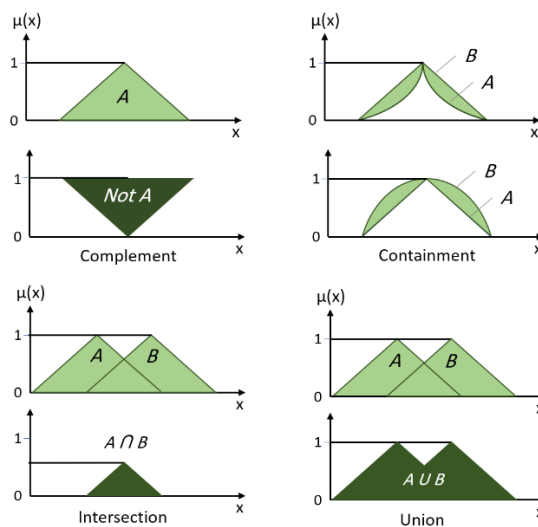 μ(x)
1
A
0
x
1
Not A
0
x
Complement
μ(x)
B
1
A
0
x
B
1
A
0
x
Containment
μ(x)
1
A
B
0
x
A ∩ B
1
0
x
Intersection
μ(x)
1
A
B
0
x
1
A U B
0
x
Union